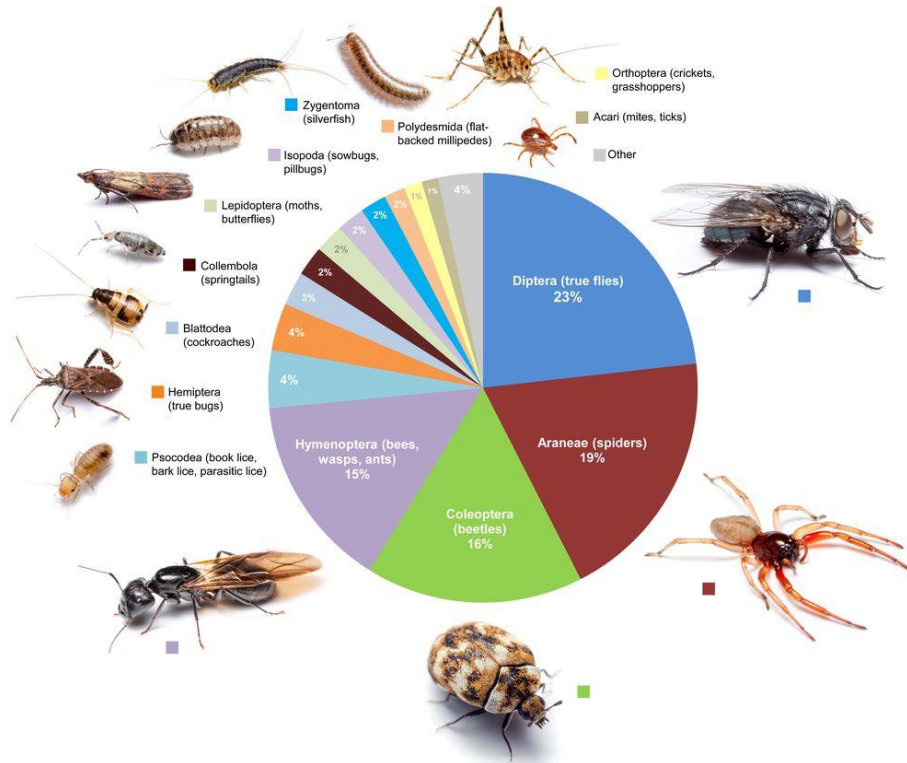 Orthoptera (crickets,
grasshoppers)
Zygentoma
(silverfish)
Polydesmida (flat-
backed millipedes)
Acari (mites, ticks)
Isopoda (sowbugs,
pillbugs)
Other
Lepidoptera (moths,
butterflies)
Collembola
(springtails)
Blattodea
(cockroaches)
Hemiptera
(true bugs)
Psocodea (book lice,
bark lice, parasitic lice)
Diptera (true flies)
23%
Araneae (spiders)
19%
Coleoptera
(beetles)
16%
Hymenoptera (bees,
wasps, ants)
15%
4%
4%
3%
2%
2%
2%
2%
2%
1%
1%
4%